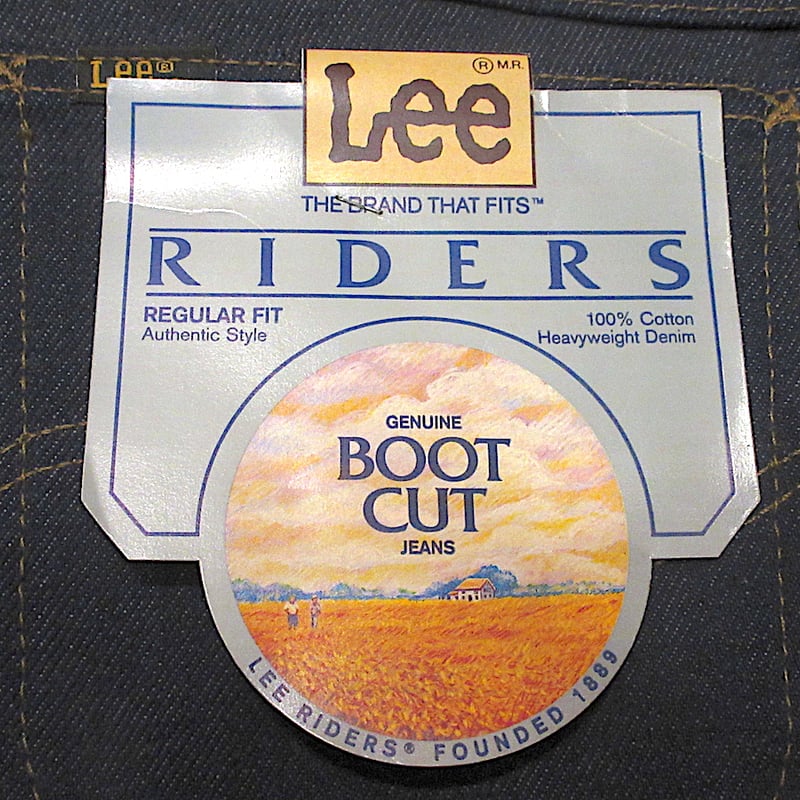 Lee®
Lee ® M.R.
THE BRAND THAT FITS™
RIDERS
REGULAR FIT
Authentic Style
100% Cotton
Heavyweight Denim
GENUINE
BOOT
CUT
JEANS
LEE RIDERS® FOUNDED 1889